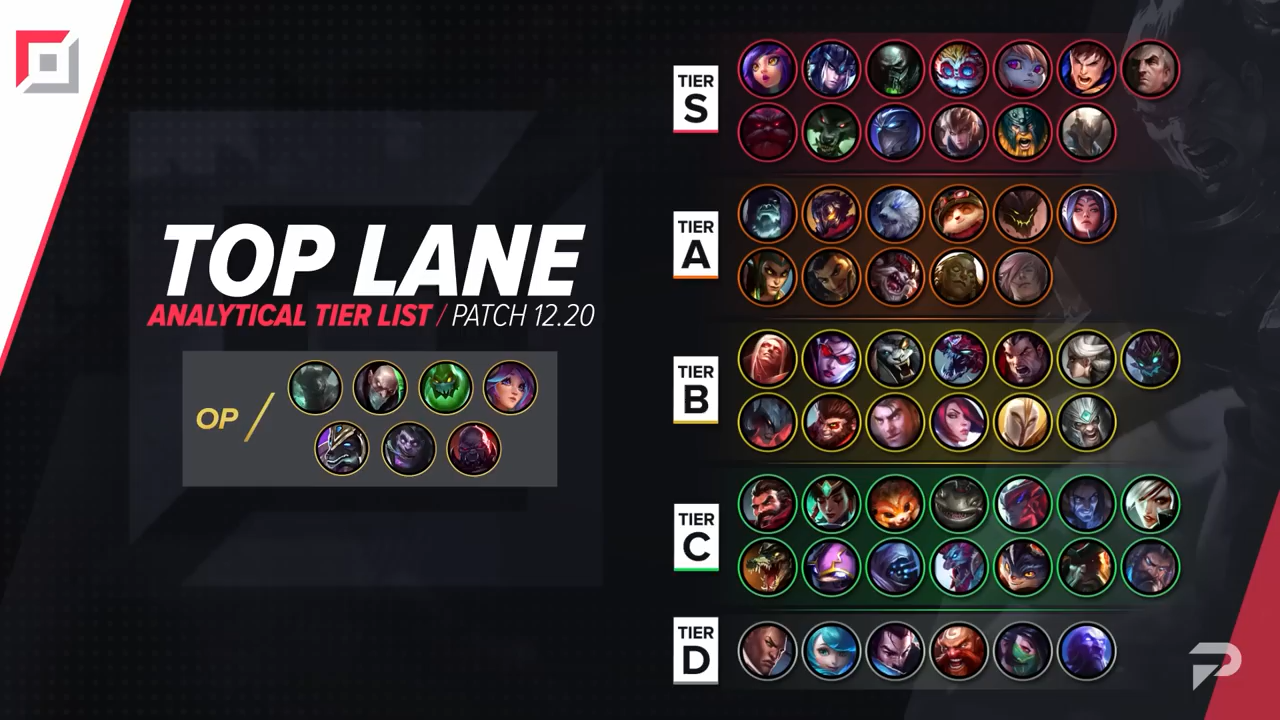 TOP LANE
ANALYTICAL TIER LIST / PATCH 12.20
OP /
TIER
S
TIER
A
TIER
B
TIER
C
TIER
D